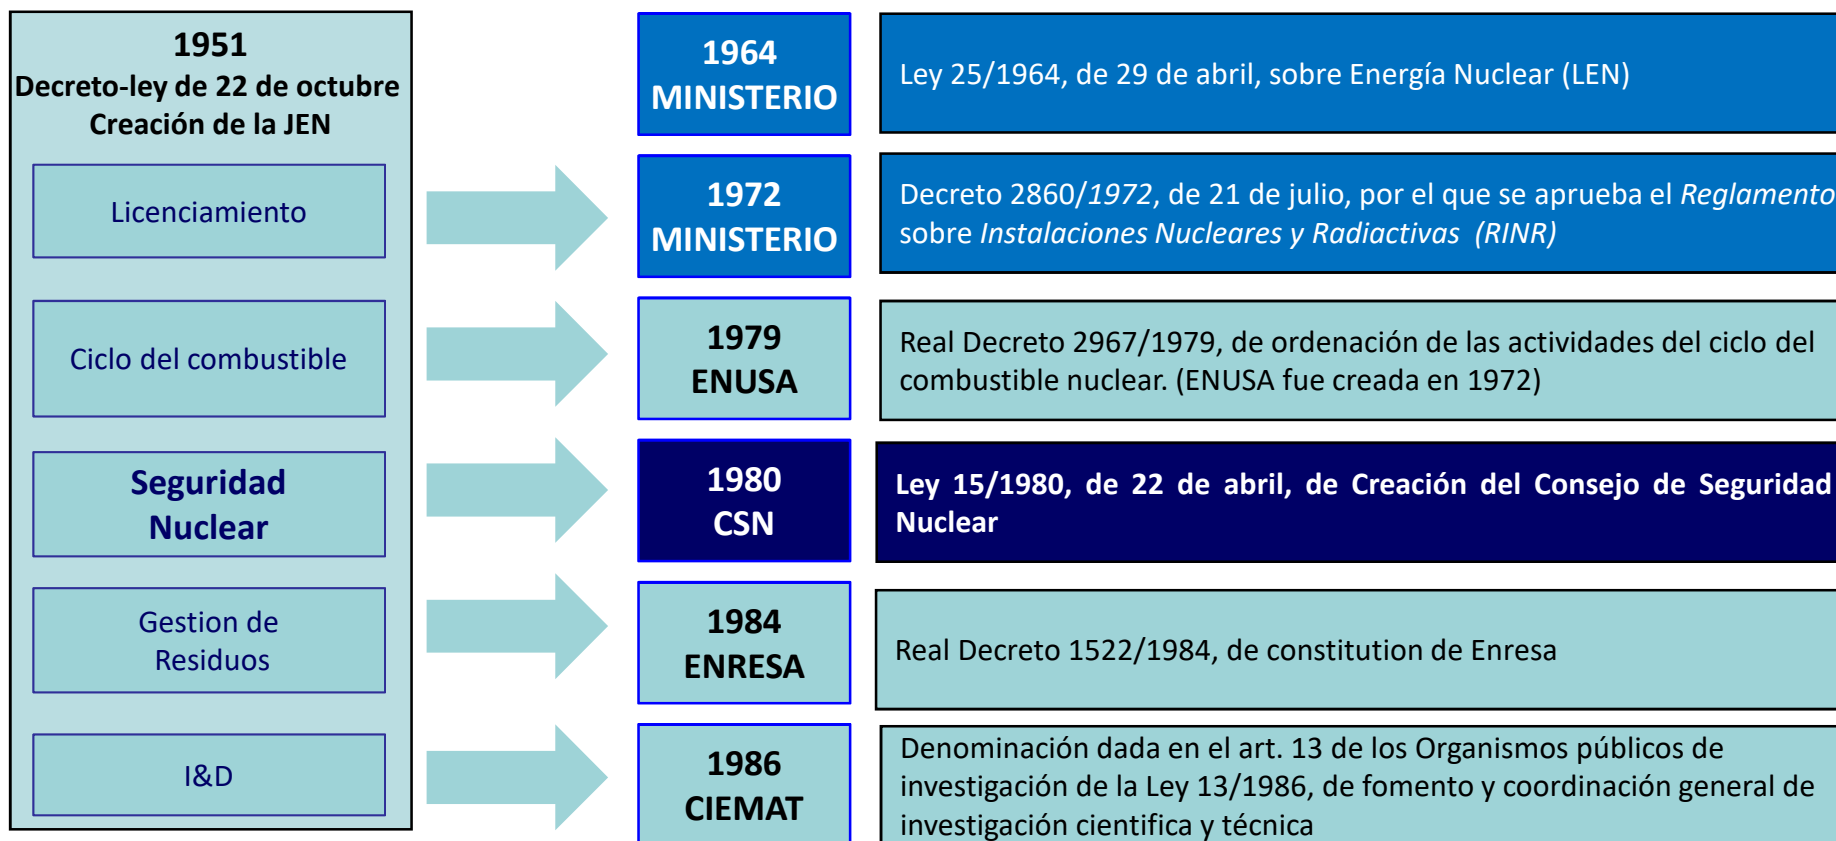 1951
Decreto-ley de 22 de octubre
Creación de la JEN
Licenciamiento
Ciclo del combustible
Seguridad
Nuclear
Gestion de
Residuos
I&D
1964
MINISTERIO
Ley 25/1964, de 29 de abril, sobre Energía Nuclear (LEN)
1972
MINISTERIO
Decreto 2860/1972, de 21 de julio, por el que se aprueba el Reglamento
sobre Instalaciones Nucleares y Radiactivas (RINR)
1979
ENUSA
Real Decreto 2967/1979, de ordenación de las actividades del ciclo del
combustible nuclear. (ENUSA fue creada en 1972)
1980
CSN
Ley 15/1980, de 22 de abril, de Creación del Consejo de Seguridad
Nuclear
1984
ENRESA
Real Decreto 1522/1984, de constitution de Enresa
1986
CIEMAT
Denominación dada en el art. 13 de los Organismos públicos de
investigación de la Ley 13/1986, de fomento y coordinación general de
investigación cientifica y técnica